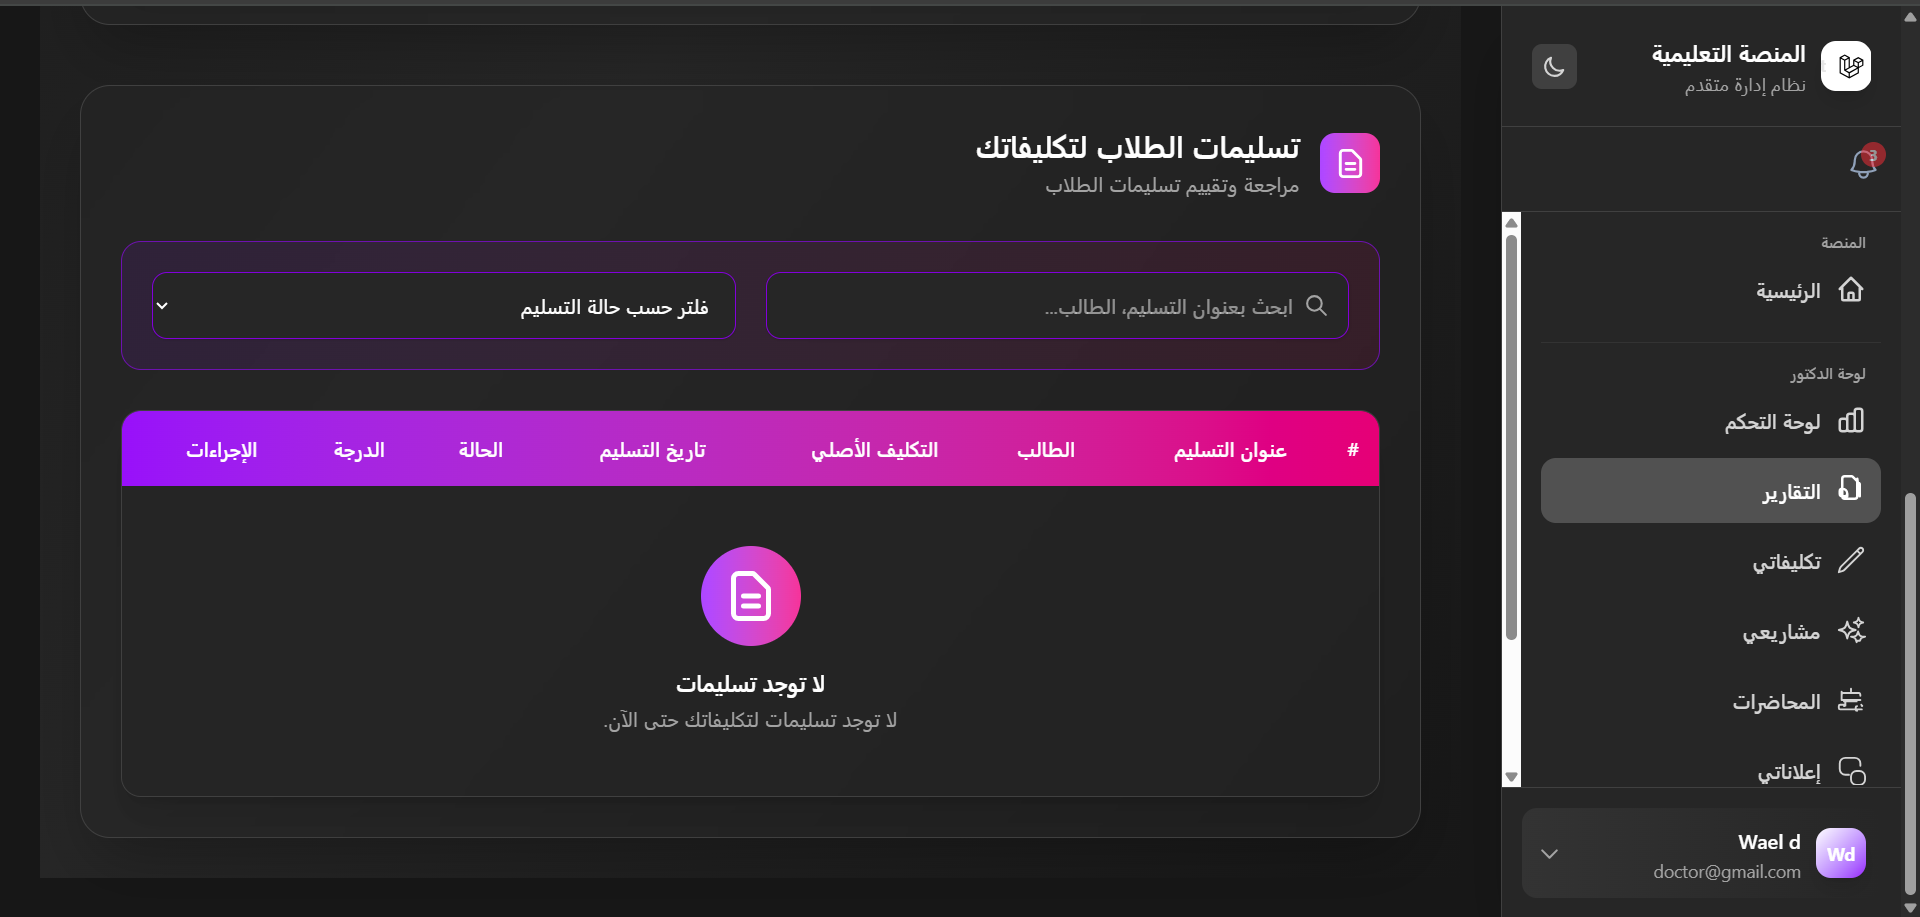 المنصة التعليمية
نظام إدارة متقدم
3
المنصة
الرئيسية
لوحة الدكتور
لوحة التحكم
التقارير
تكليفاتي
مشاريعي
المحاضرات
إعلاناتي
Wd
Wael d
doctor@gmail.com
تسليمات الطلاب لتكليفاتك
مراجعة وتقييم تسليمات الطلاب
ابحث بعنوان التسليم، الطالب...
فلتر حسب حالة التسليم
# عنوان التسليم الطالب التكليف الأصلي تاريخ التسليم الحالة الدرجة الإجراءات
لا توجد تسليمات
لا توجد تسليمات لتكليفاتك حتى الآن.